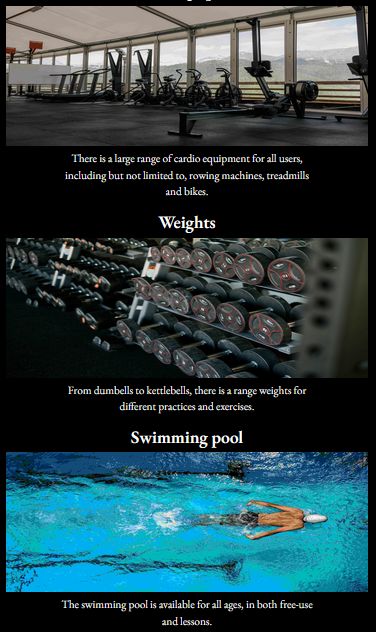 There is a large range of cardio equipment for all users,
including but not limited to, rowing machines, treadmills
and bikes.
Weights
From dumbells to kettlebells, there is a range weights for
different practices and exercises.
Swimming pool
The swimming pool is available for all ages, in both free-use
and lessons.